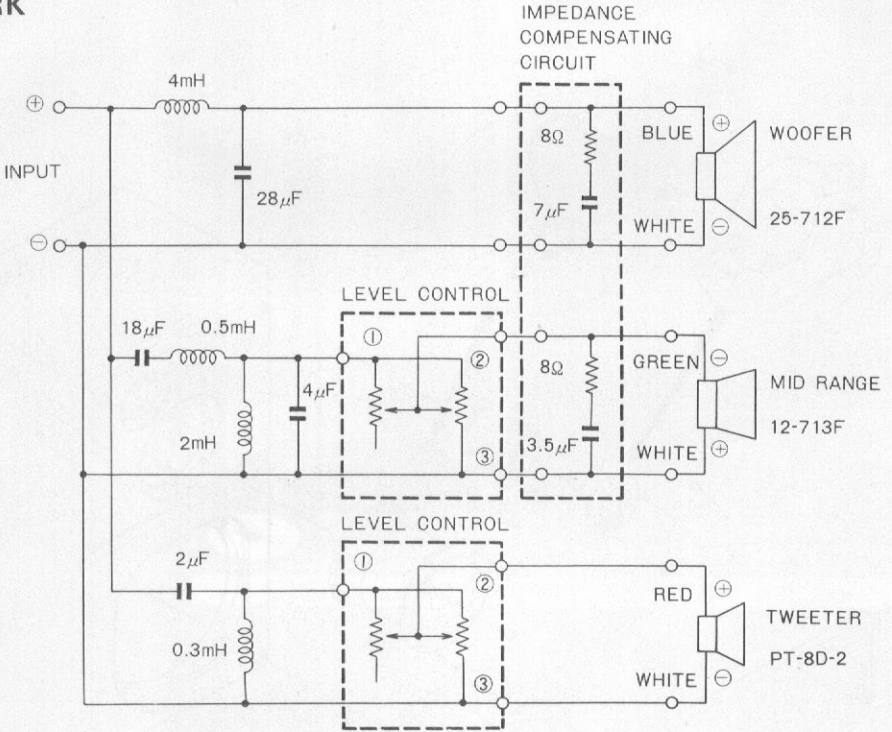 IMPEDANCE
COMPENSATING
CIRCUIT
4mH
⊕
INPUT
⊖
28μF
8Ω
7μF
BLUE
WHITE
⊕
⊖
WOOFER
25-712F
LEVEL CONTROL
18μF
0.5mH
2mH
4μF
①
②
③
8Ω
3.5μF
GREEN
WHITE
⊖
⊕
MID RANGE
12-713F
LEVEL CONTROL
2μF
0.3mH
①
②
③
RED
WHITE
⊕
⊖
TWEETER
PT-8D-2